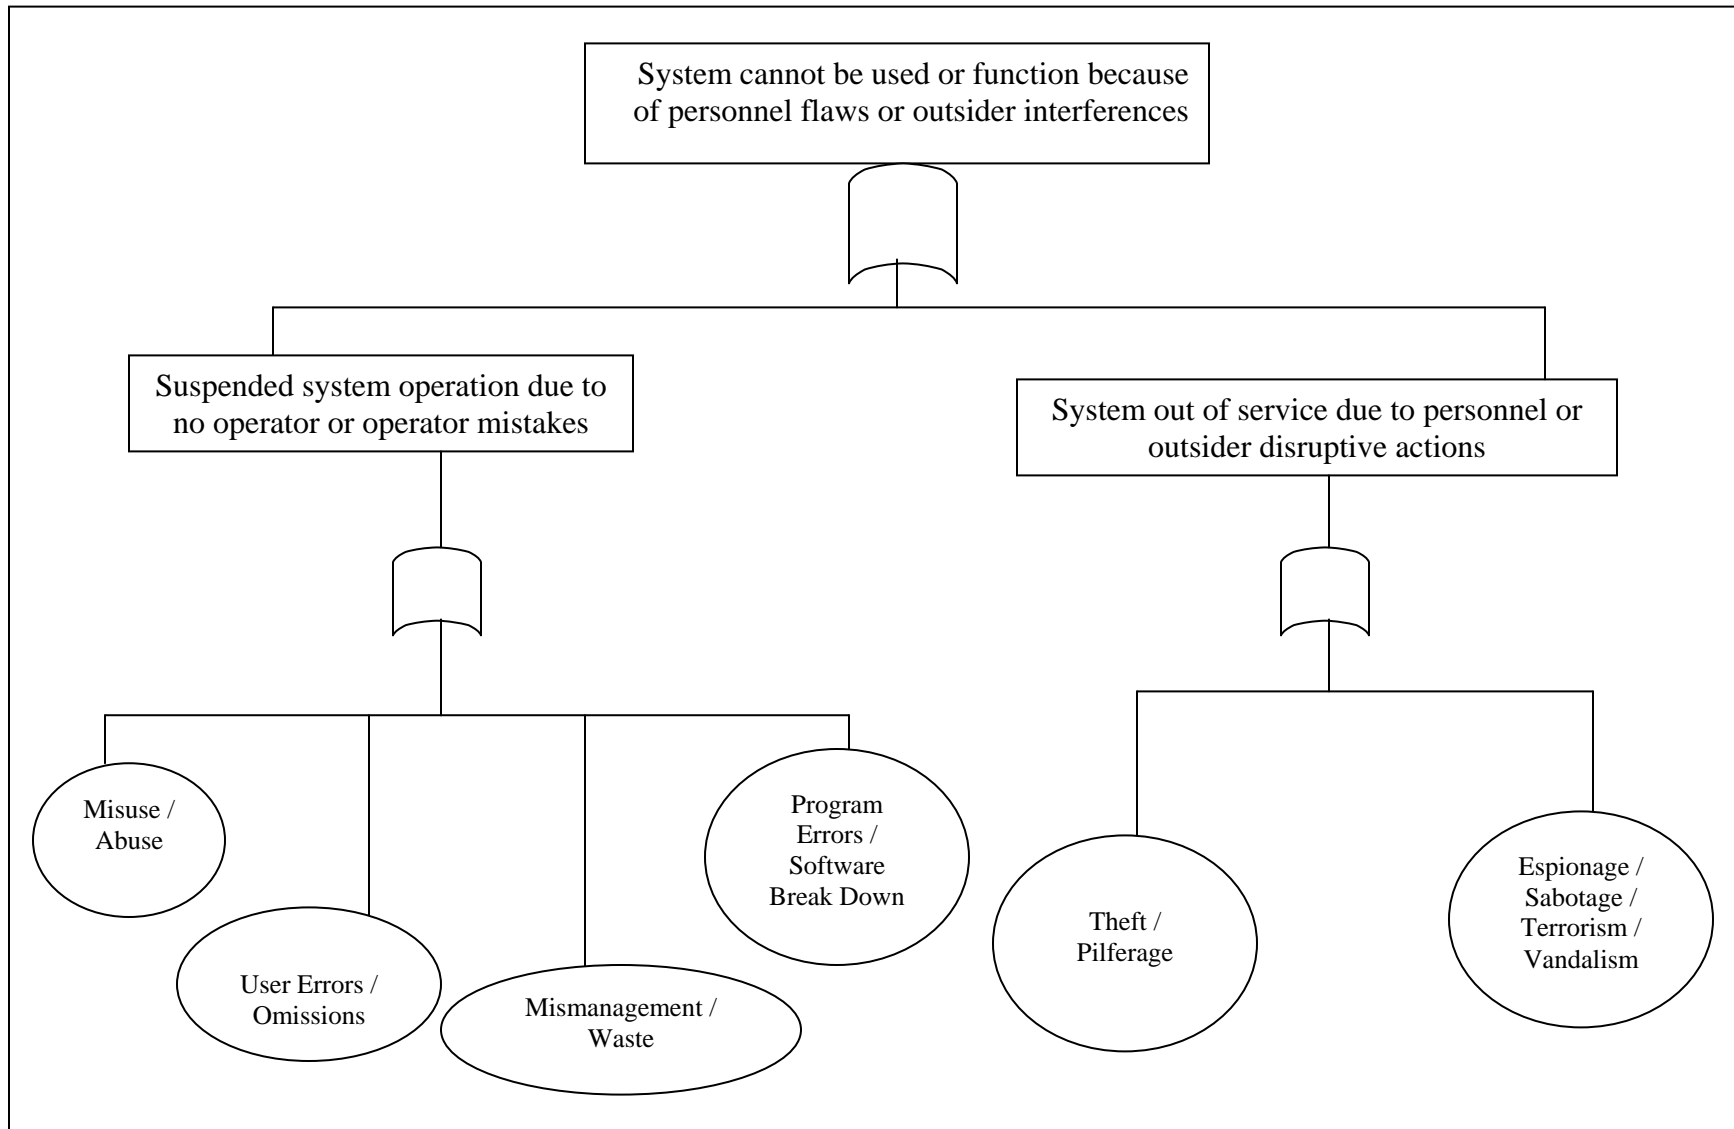 System cannot be used or function because
of personnel flaws or outsider interferences
Suspended system operation due to
no operator or operator mistakes
System out of service due to personnel or
outsider disruptive actions
Misuse /
Abuse
User Errors /
Omissions
Mismanagement /
Waste
Program
Errors /
Software
Break Down
Theft /
Pilferage
Espionage /
Sabotage /
Terrorism /
Vandalism